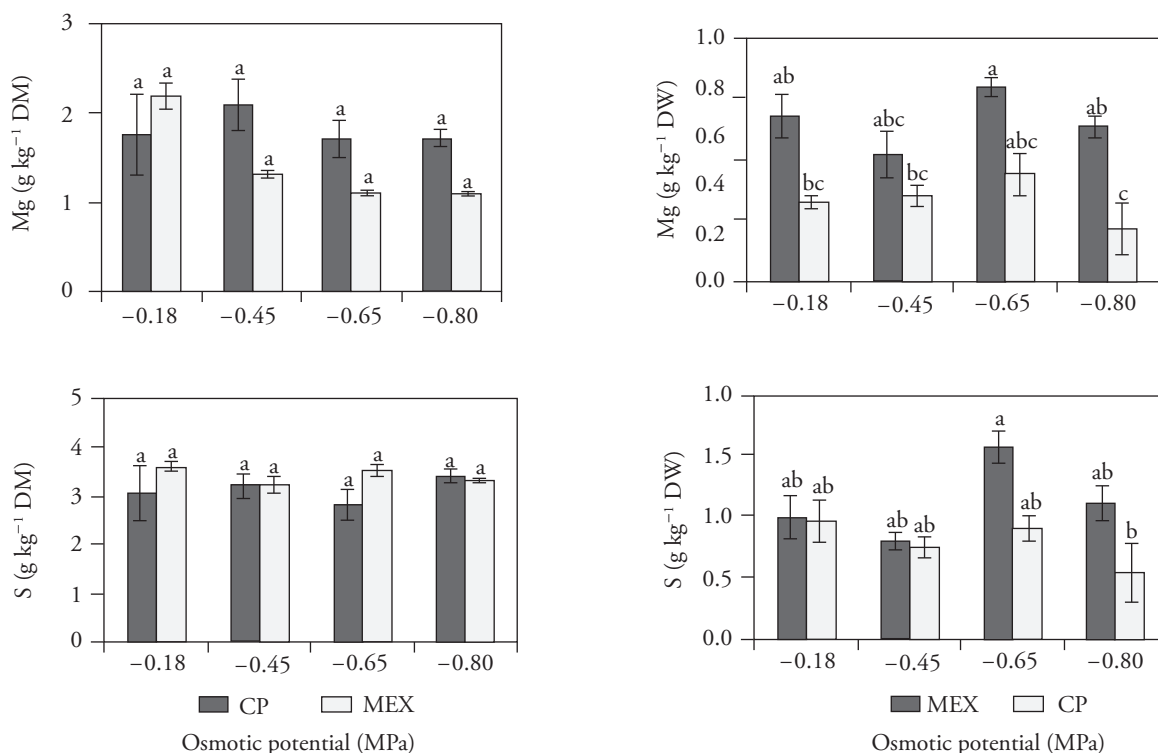 Mg (g kg⁻¹ DM)
3
2
1
0
a a a a a a a a
−0.18 −0.45 −0.65 −0.80
Mg (g kg⁻¹ DW)
1.0
0.8
0.6
0.4
0.2
0.0
ab bc abc bc a abc ab c
−0.18 −0.45 −0.65 −0.80
S (g kg⁻¹ DM)
5
4
3
2
1
0
a a a a a a a a
−0.18 −0.45 −0.65 −0.80
CP MEX
Osmotic potential (MPa)
S (g kg⁻¹ DW)
1.0
1.5
1.0
0.5
0.0
ab ab ab ab a ab ab b
−0.18 −0.45 −0.65 −0.80
MEX CP
Osmotic potential (MPa)